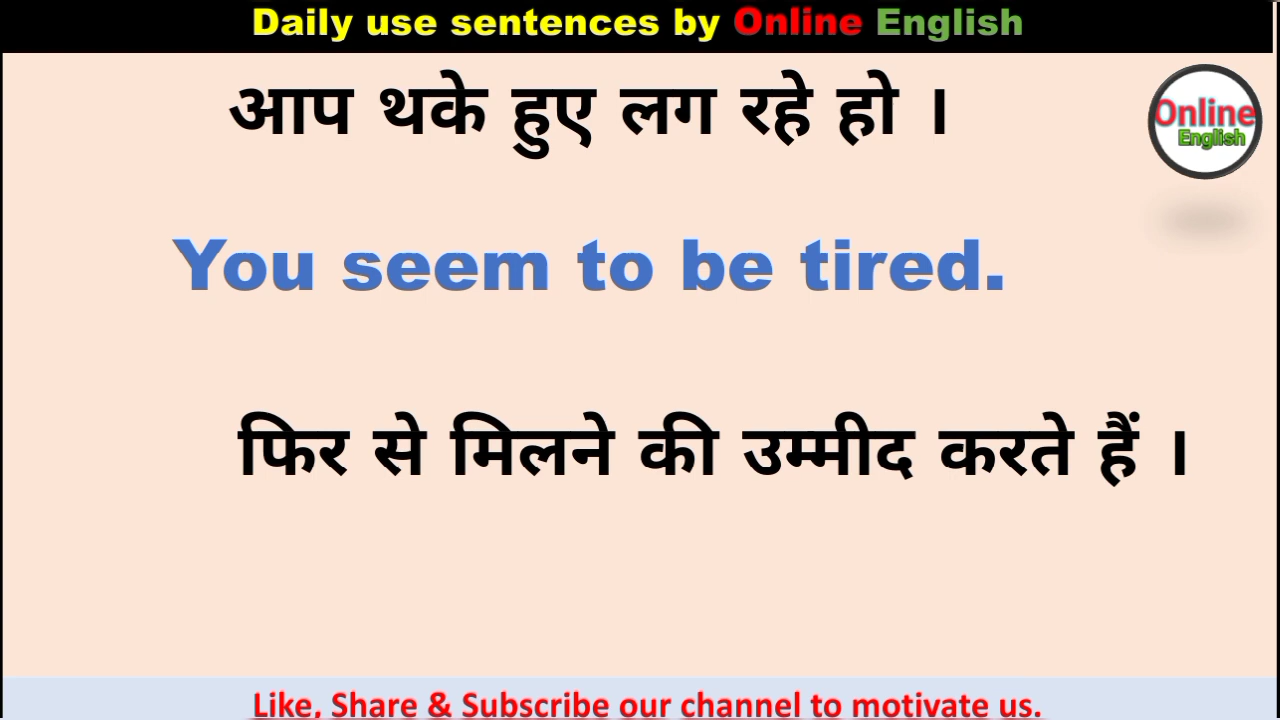 Daily use sentences by Online English
आप थके हुए लग रहे हो ।
Online
English
You seem to be tired.
फिर से मिलने की उम्मीद करते हैं ।
Like, Share & Subscribe our channel to motivate us.